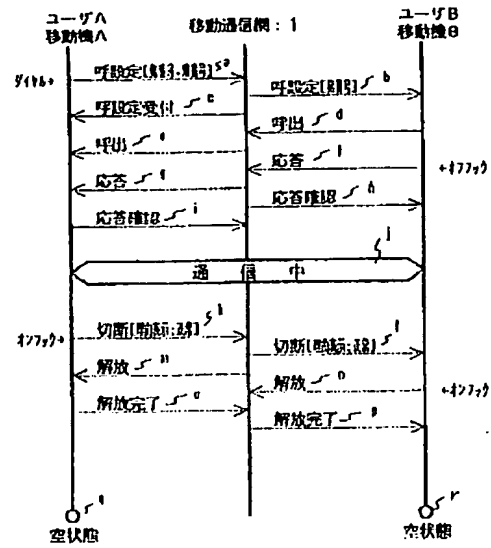 ユーザA
移動機A
移動通信網:1
ユーザB
移動機B
ダイヤル→
呼設定
呼設定
b
呼設定受付
c
呼出
d
呼出
e
応答
f
←オフフック
応答
g
応答確認
h
応答確認
i
j
通信中
オンフック→
切断
k
切断
l
解放
m
解放
n
←オンフック
解放完了
o
解放完了
p
q
空状態
r
空状態